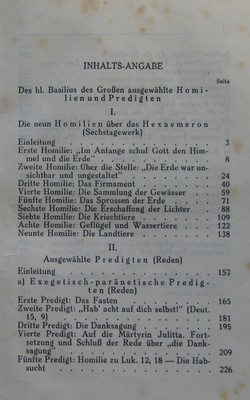 INHALTS-ANGABE
Seite
Des hl. Basilius des Großen ausgewählte Homi-
lien und Predigten
I.
Die neun Homilien über das Hexaemeron
(Sechstagewerk)
Einleitung 3
Erste Homilie: „Im Anfange schuf Gott den Him-
mel und die Erde“ 8
Zweite Homilie: Über die Stelle: „Die Erde war un-
sichtbar und ungestaltet“ 24
Dritte Homilie: Das Firmament 40
Vierte Homilie: Die Sammlung der Gewässer 59
Fünfte Homilie: Das Sprossen der Erde 71
Sechste Homilie: Die Erschaffung der Lichter 88
Siebte Homilie: Die Kriechtiere 109
Achte Homilie: Geflügel und Wassertiere 122
Neunte Homilie: Die Landtiere 138
II.
Ausgewählte Predigten (Reden)
Einleitung 157
a) Exegetisch-paränetische Predig-
ten (Reden)
Erste Predigt: Das Fasten 165
Zweite Predigt: „Hab' acht auf dich selbst!“ (Deut.
15, 9) 181
Dritte Predigt: Die Danksagung 195
Vierte Predigt: Auf die Märtyrin Julitta. Fort-
setzung und Schluß der Rede über „die Dank-
sagung“ 209
Fünfte Predigt: Homilie zu Luk. 12, 18 — Die Hab-
sucht 226